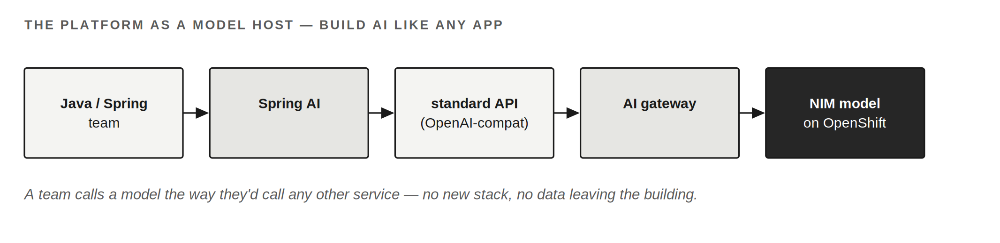 THE PLATFORM AS A MODEL HOST — BUILD AI LIKE ANY APP
Java / Spring
team
Spring AI
standard API
(OpenAI-compat)
AI gateway
NIM model
on OpenShift
A team calls a model the way they'd call any other service — no new stack, no data leaving the building.